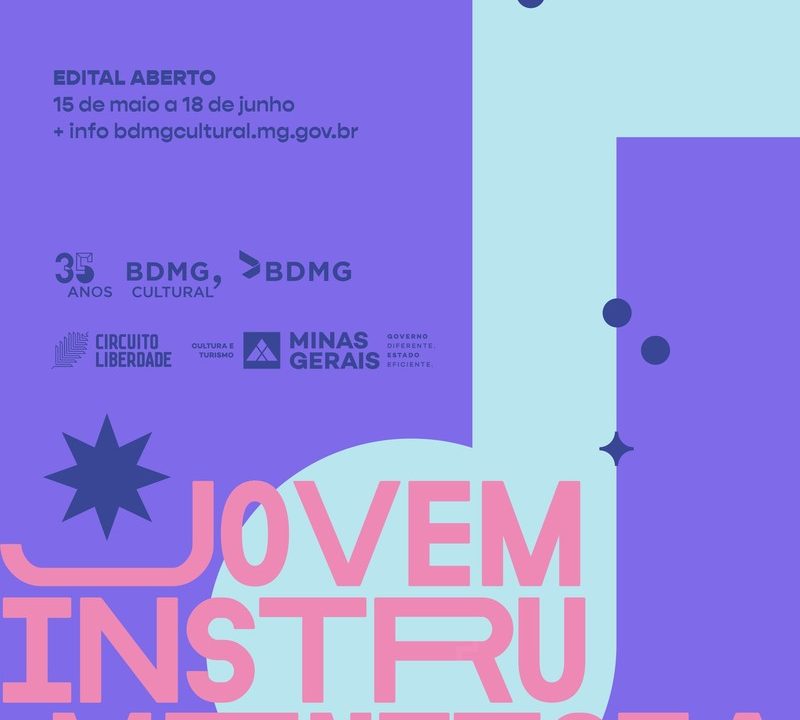 EDITAL ABERTO
15 de maio a 18 de junho
+ info bdmgcultural.mg.gov.br
35 ANOS
BDMG, CULTURAL
BDMG
CIRCUITO LIBERDADE
CULTURA E TURISMO
MINAS GERAIS
GOVERNO DIFERENTE. ESTADO EFICIENTE.
JOVEM
INSTRU